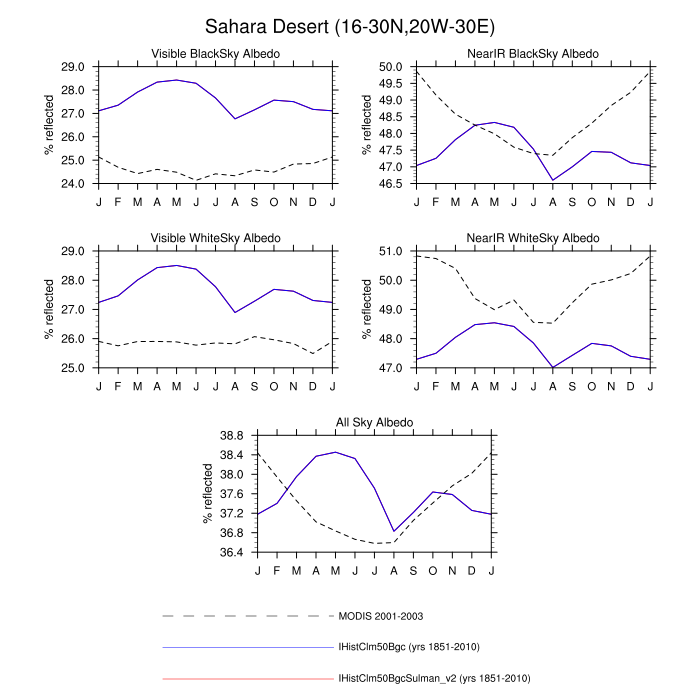 Sahara Desert (16-30N,20W-30E)
Visible BlackSky Albedo
NearIR BlackSky Albedo
% reflected
29.0
28.0
27.0
26.0
25.0
24.0
J F M A M J J A S O N D J
% reflected
50.0
49.5
49.0
48.5
48.0
47.5
47.0
46.5
J F M A M J J A S O N D J
Visible WhiteSky Albedo
NearIR WhiteSky Albedo
% reflected
29.0
28.0
27.0
26.0
25.0
J F M A M J J A S O N D J
% reflected
51.0
50.0
49.0
48.0
47.0
J F M A M J J A S O N D J
All Sky Albedo
% reflected
38.8
38.4
38.0
37.6
37.2
36.8
36.4
J F M A M J J A S O N D J
MODIS 2001-2003
IHistClm50Bgc (yrs 1851-2010)
IHistClm50BgcSulman_v2 (yrs 1851-2010)